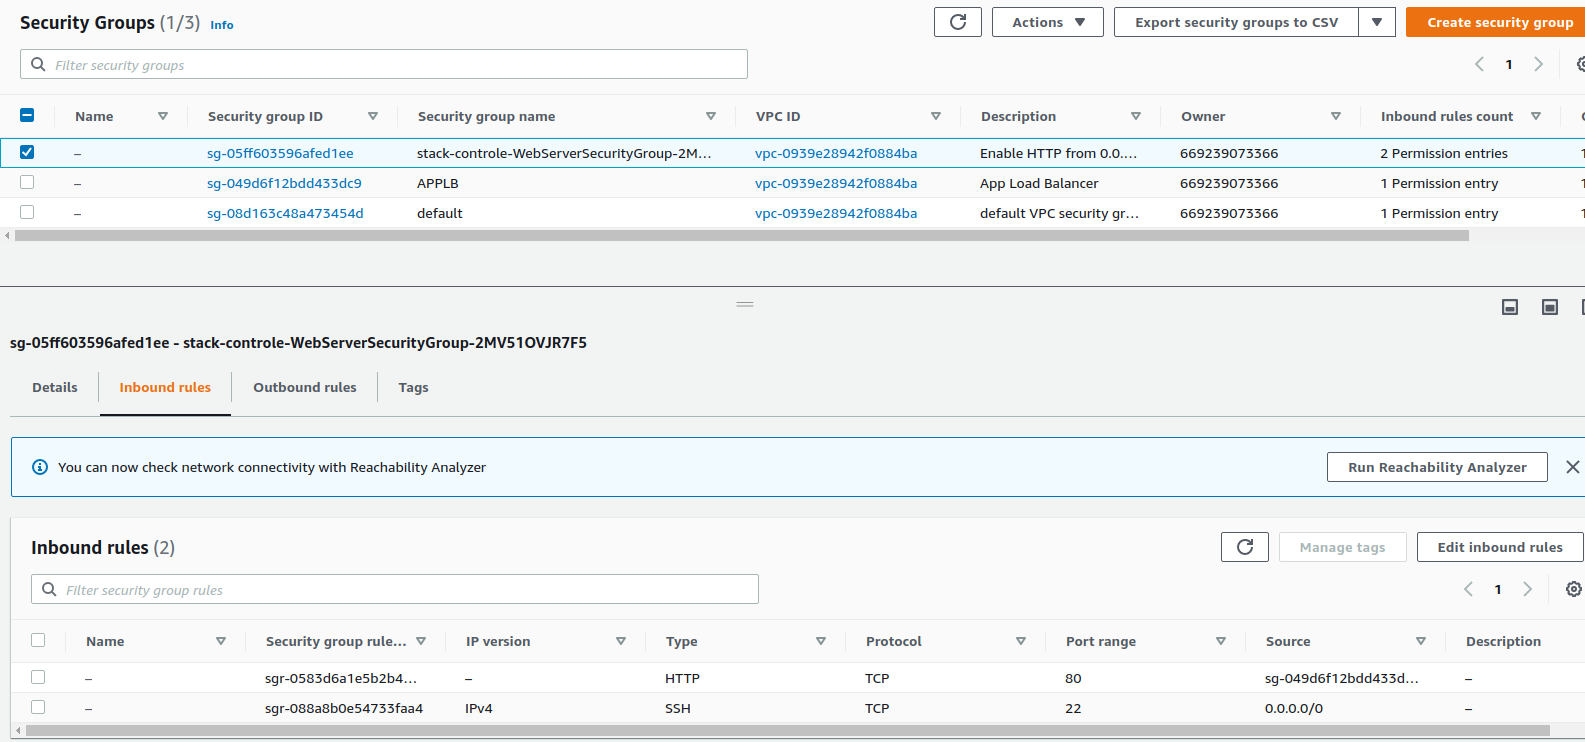 Security Groups (1/3) Info
Actions
Export security groups to CSV
Create security group
Filter security groups
1
Name Security group ID Security group name VPC ID Description Owner Inbound rules count
– sg-05ff603596afed1ee stack-controle-WebServerSecurityGroup-2M... vpc-0939e28942f0884ba Enable HTTP from 0.0.... 669239073366 2 Permission entries
– sg-049d6f12bdd433dc9 APPLB vpc-0939e28942f0884ba App Load Balancer 669239073366 1 Permission entry
– sg-08d163c48a473454d default vpc-0939e28942f0884ba default VPC security gr... 669239073366 1 Permission entry
sg-05ff603596afed1ee - stack-controle-WebServerSecurityGroup-2MV51OVJR7F5
Details Inbound rules Outbound rules Tags
You can now check network connectivity with Reachability Analyzer
Run Reachability Analyzer
Inbound rules (2)
Manage tags
Edit inbound rules
Filter security group rules
1
Name Security group rule... IP version Type Protocol Port range Source Description
– sgr-0583d6a1e5b2b4... – HTTP TCP 80 sg-049d6f12bdd433d... –
– sgr-088a8b0e54733faa4 IPv4 SSH TCP 22 0.0.0.0/0 –